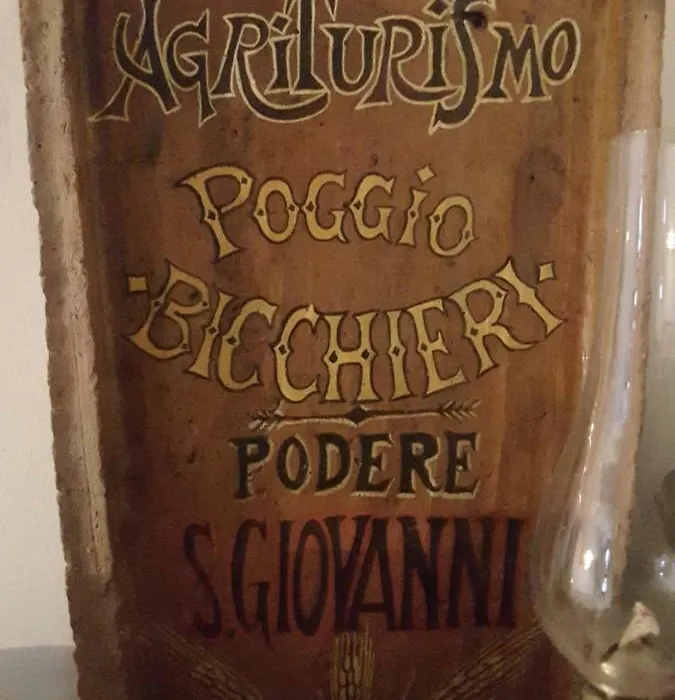 AGRITURISMO
POGGIO
·BICCHIERI·
PODERE
S.GIOVANNI